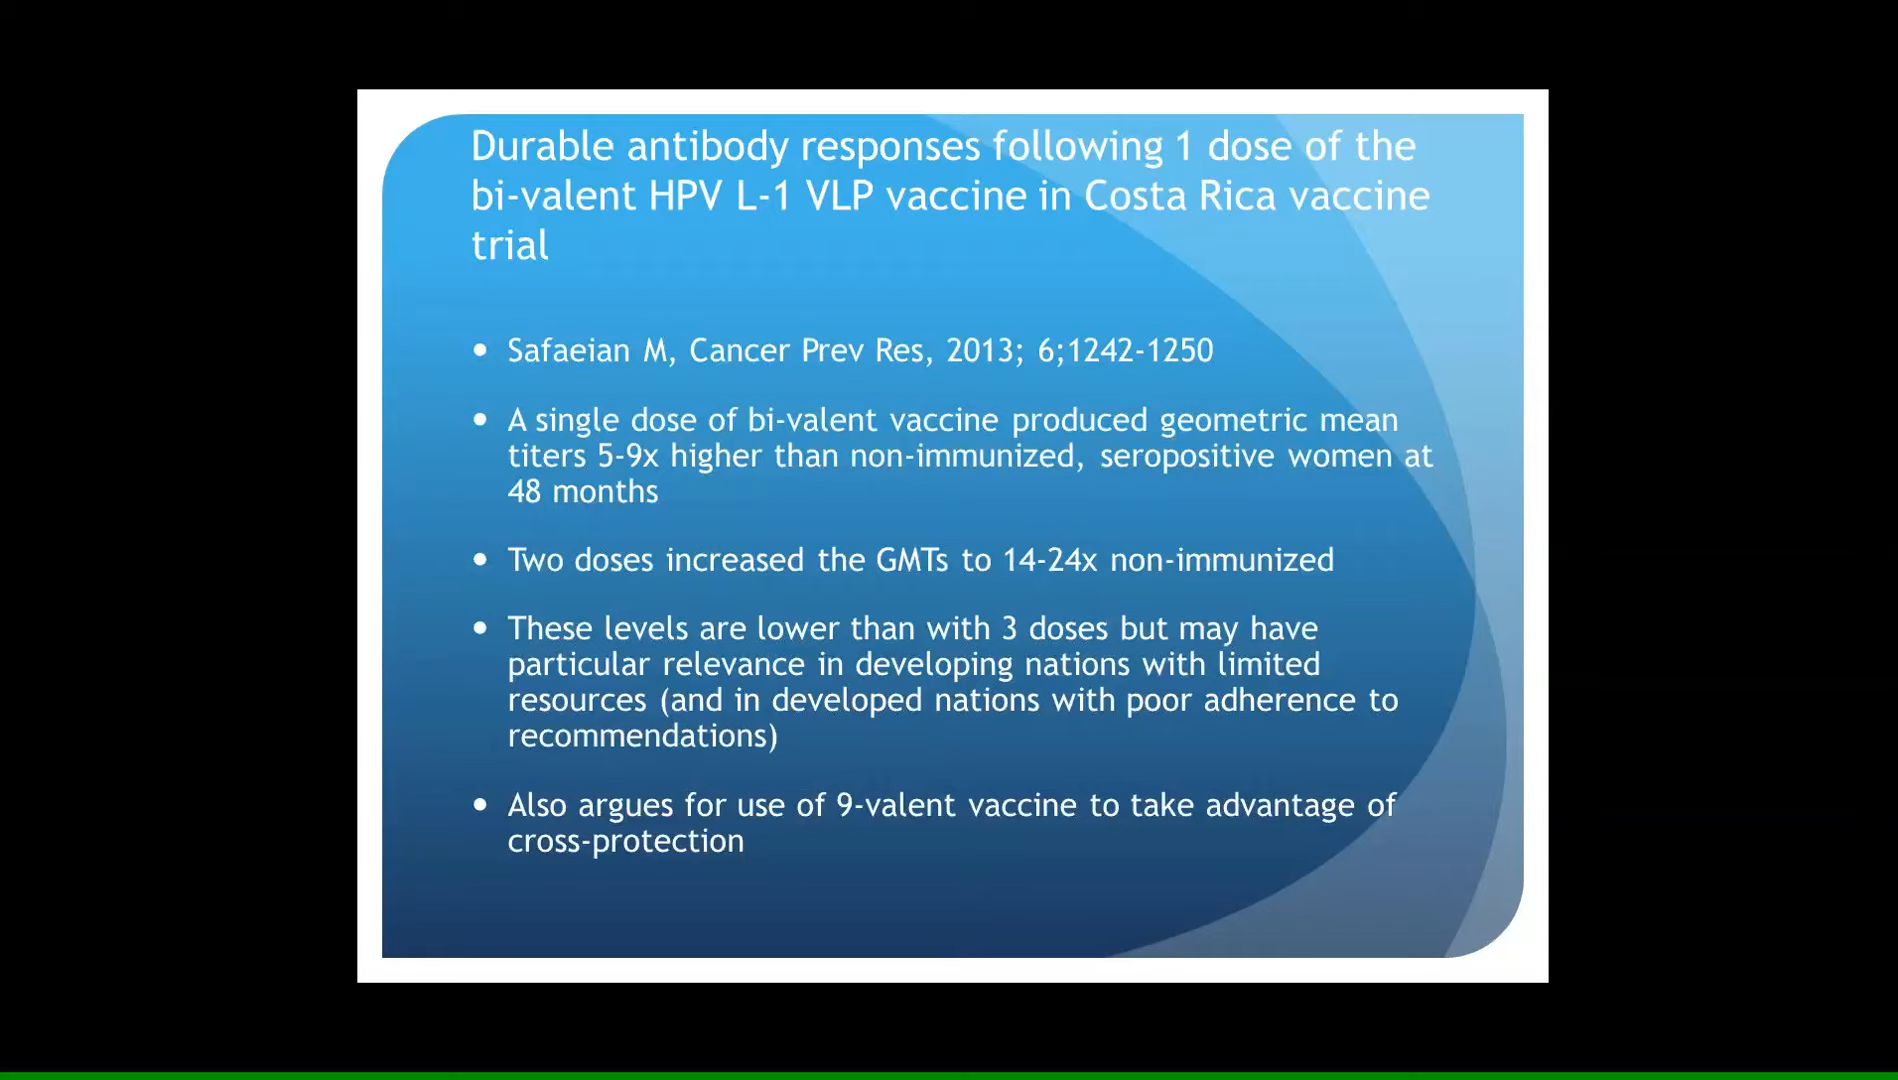 Durable antibody responses following 1 dose of the
bi-valent HPV L-1 VLP vaccine in Costa Rica vaccine
trial
• Safaeian M, Cancer Prev Res, 2013; 6;1242-1250
• A single dose of bi-valent vaccine produced geometric mean
titers 5-9x higher than non-immunized, seropositive women at
48 months
• Two doses increased the GMTs to 14-24x non-immunized
• These levels are lower than with 3 doses but may have
particular relevance in developing nations with limited
resources (and in developed nations with poor adherence to
recommendations)
• Also argues for use of 9-valent vaccine to take advantage of
cross-protection